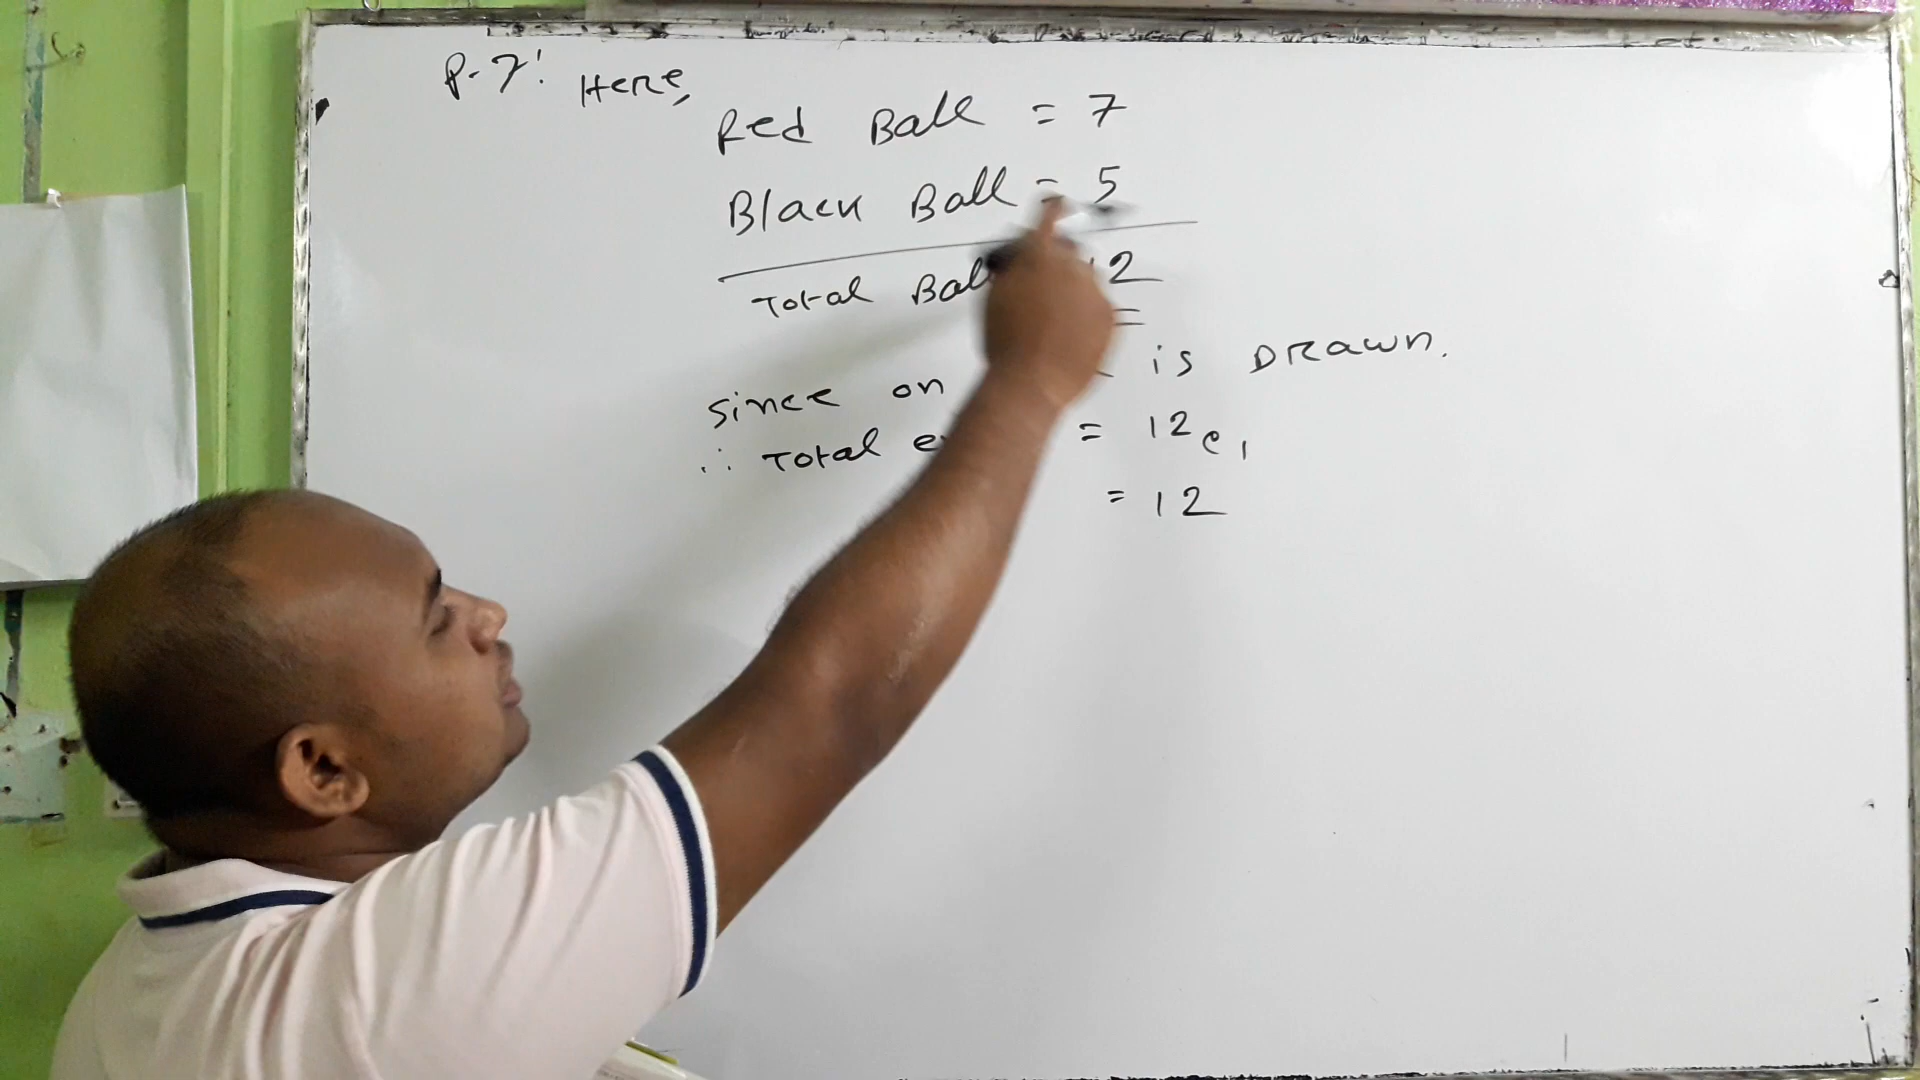 P-7: Here,
Red Ball = 7
Black Ball = 5
Total Ball 12
since on is Drawn.
∴ Total = 12c1
= 12